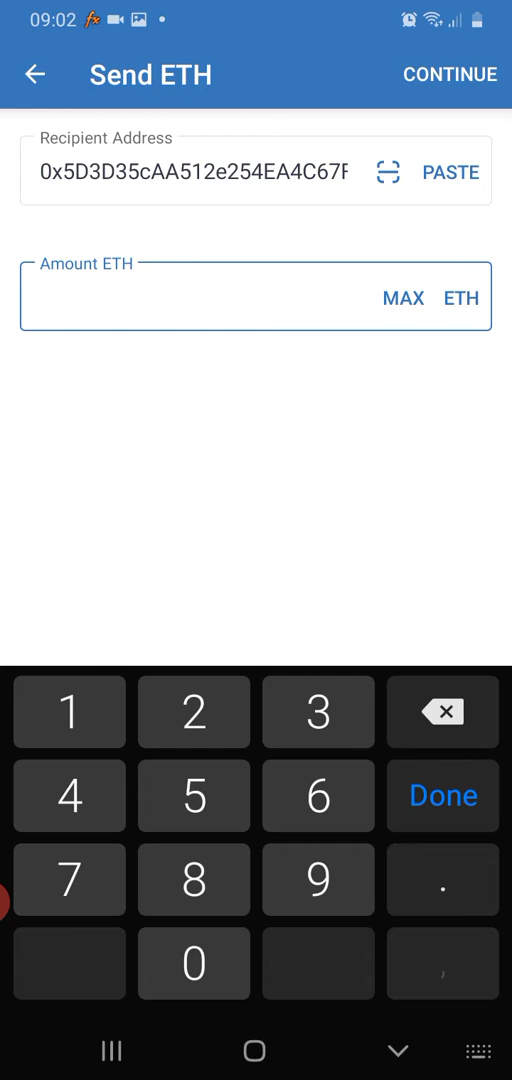 09:02 fx
Send ETH
CONTINUE
Recipient Address
0x5D3D35cAA512e254EA4C67F
PASTE
Amount ETH
MAX ETH
1 2 3
4 5 6 Done
7 8 9 .
0 ,